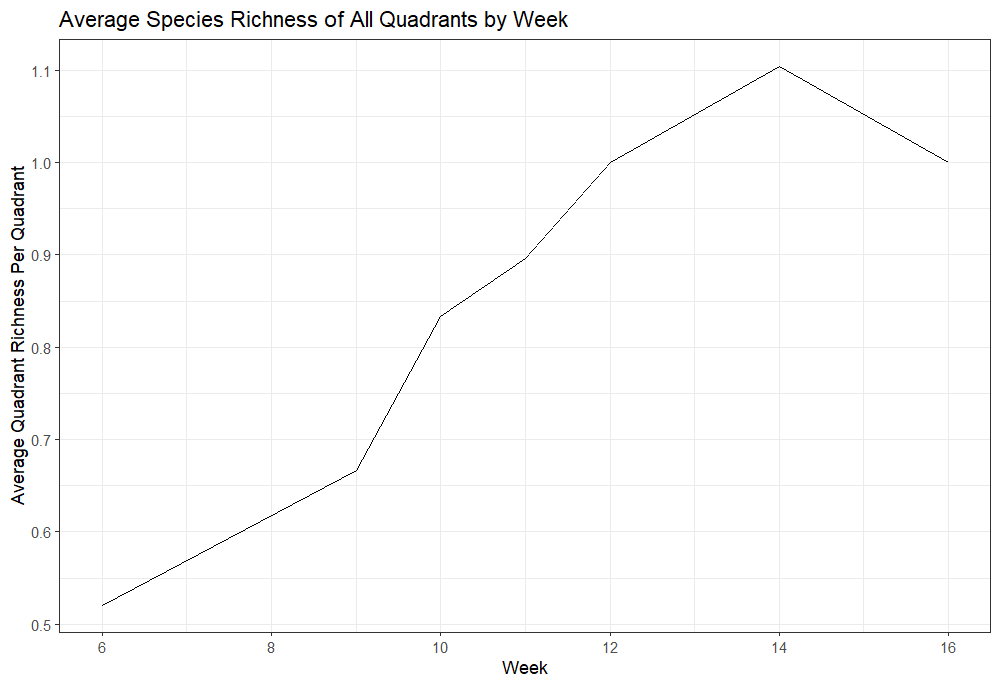 Average Species Richness of All Quadrants by Week
Average Quadrant Richness Per Quadrant
1.1
1.0
0.9
0.8
0.7
0.6
0.5
6 8 10 12 14 16
Week